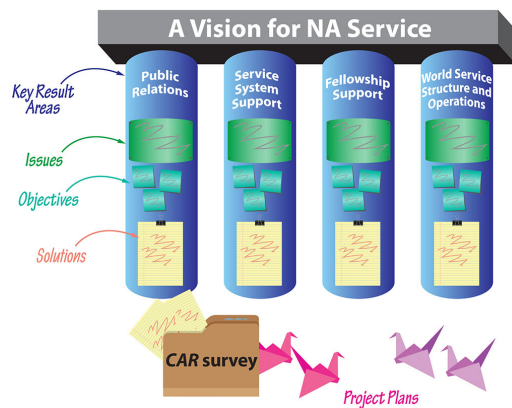 A Vision for NA Service
Key Result
Areas
Public
Relations
Service
System
Support
Fellowship
Support
World Service
Structure and
Operations
Issues
Objectives
Solutions
CAR survey
Project Plans